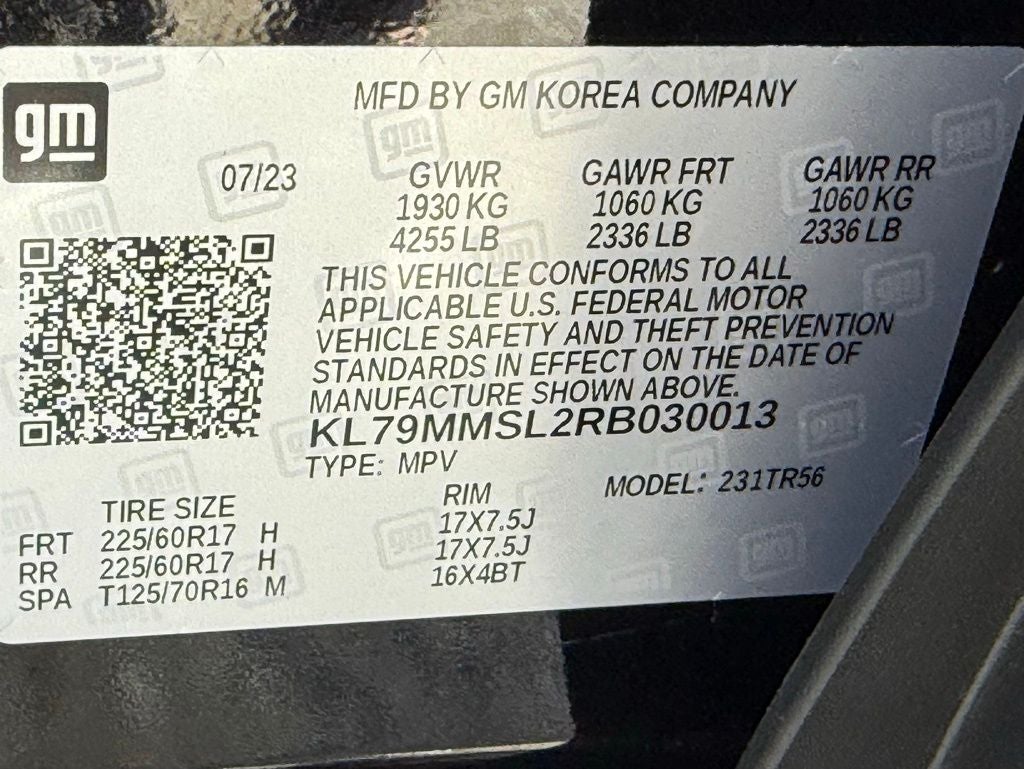 gm
MFD BY GM KOREA COMPANY
07/23 GVWR GAWR FRT GAWR RR
1930 KG 1060 KG 1060 KG
4255 LB 2336 LB 2336 LB
THIS VEHICLE CONFORMS TO ALL
APPLICABLE U.S. FEDERAL MOTOR
VEHICLE SAFETY AND THEFT PREVENTION
STANDARDS IN EFFECT ON THE DATE OF
MANUFACTURE SHOWN ABOVE.
KL79MMSL2RB030013
TYPE: MPV MODEL: 231TR56
TIRE SIZE RIM
FRT 225/60R17 H 17X7.5J
RR 225/60R17 H 17X7.5J
SPA T125/70R16 M 16X4BT